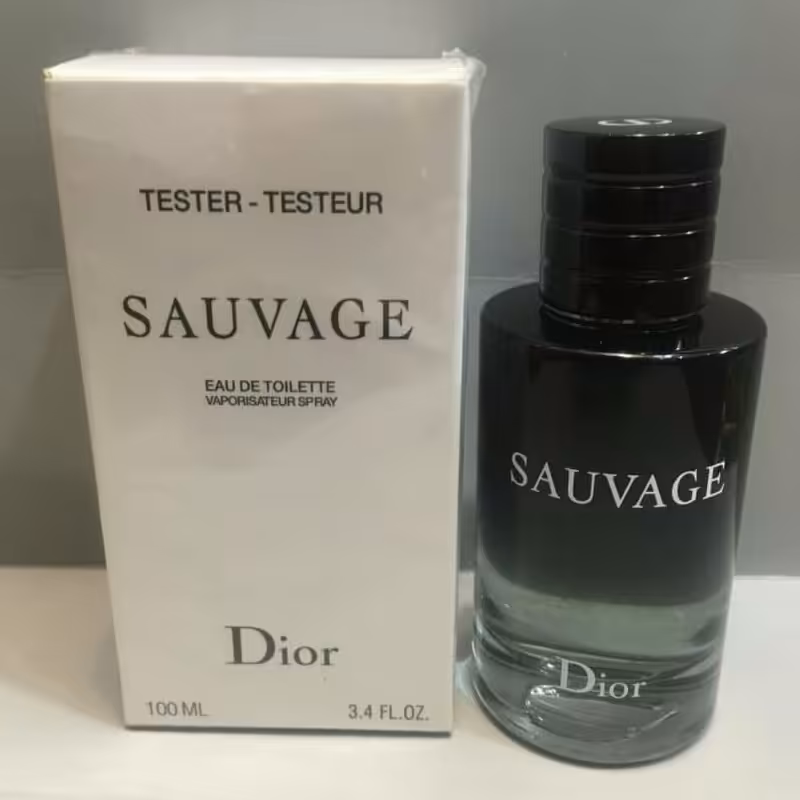 TESTER - TESTEUR
SAUVAGE
EAU DE TOILETTE
VAPORISATEUR SPRAY
Dior
100 ML
3.4 FL.OZ.
SAUVAGE
Dior